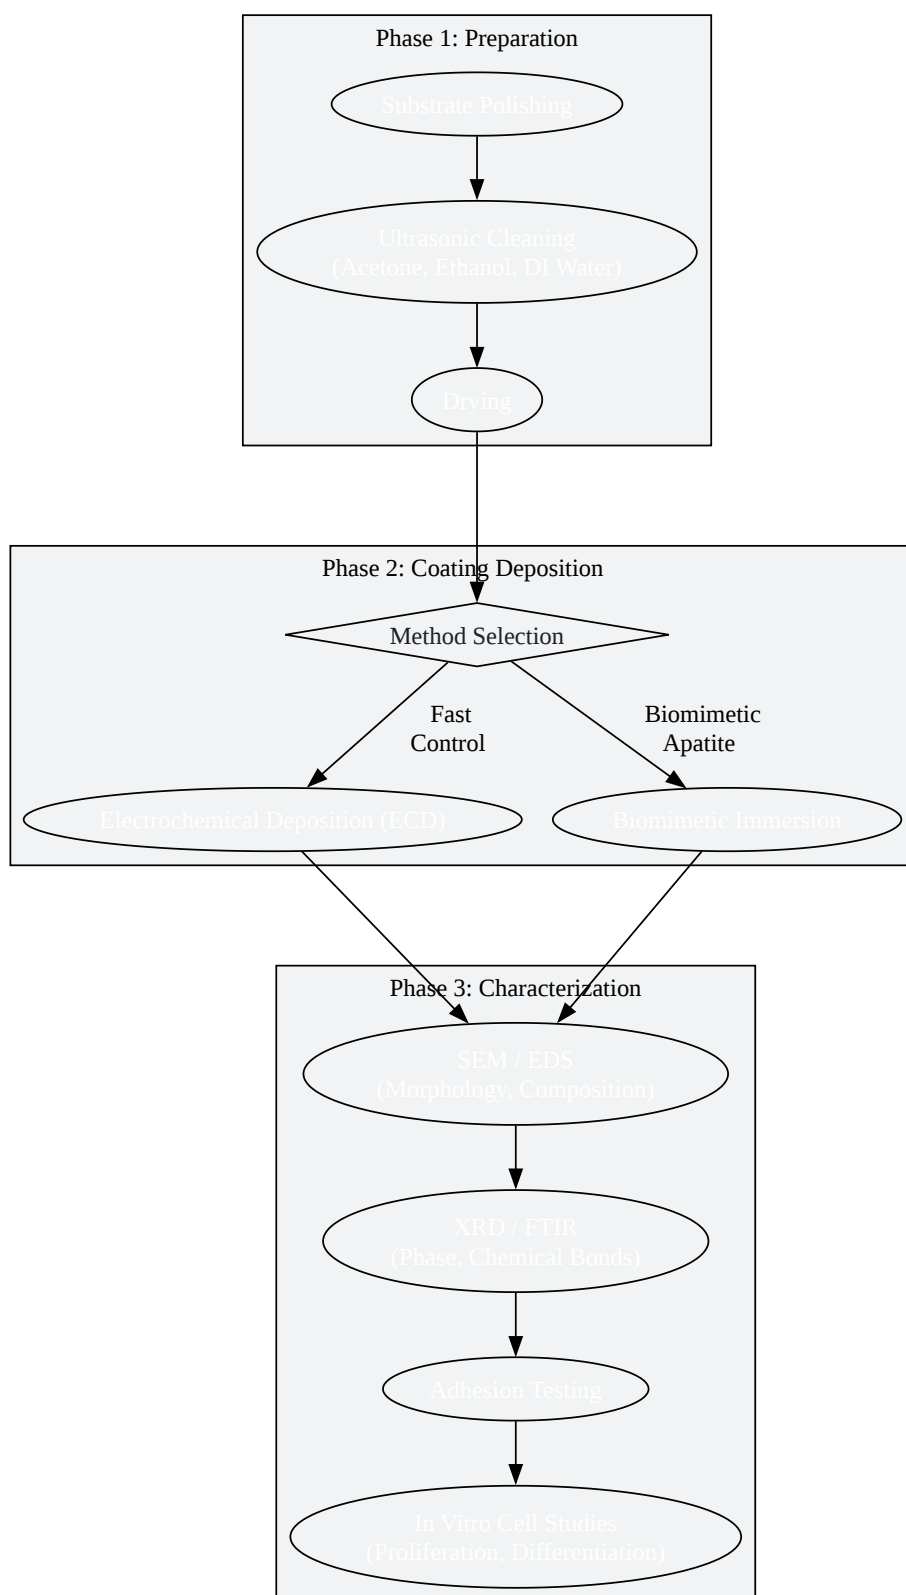 Phase 1: Preparation
Substrate Polishing
Ultrasonic Cleaning
(Acetone, Ethanol, DI Water)
Drying
Phase 2: Coating Deposition
Method Selection
Fast
Control
Biomimetic
Apatite
Electrochemical Deposition (ECD)
Biomimetic Immersion
Phase 3: Characterization
SEM / EDS
(Morphology, Composition)
XRD / FTIR
(Phase, Chemical Bonds)
Adhesion Testing
In Vitro Cell Studies
(Proliferation, Differentiation)